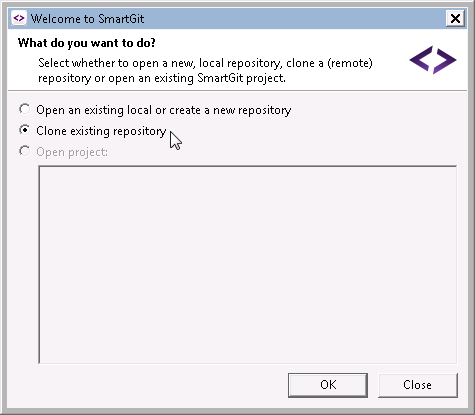 Welcome to SmartGit
What do you want to do?
Select whether to open a new, local repository, clone a (remote)
repository or open an existing SmartGit project.
Open an existing local or create a new repository
Clone existing repository
Open project:
OK
Close